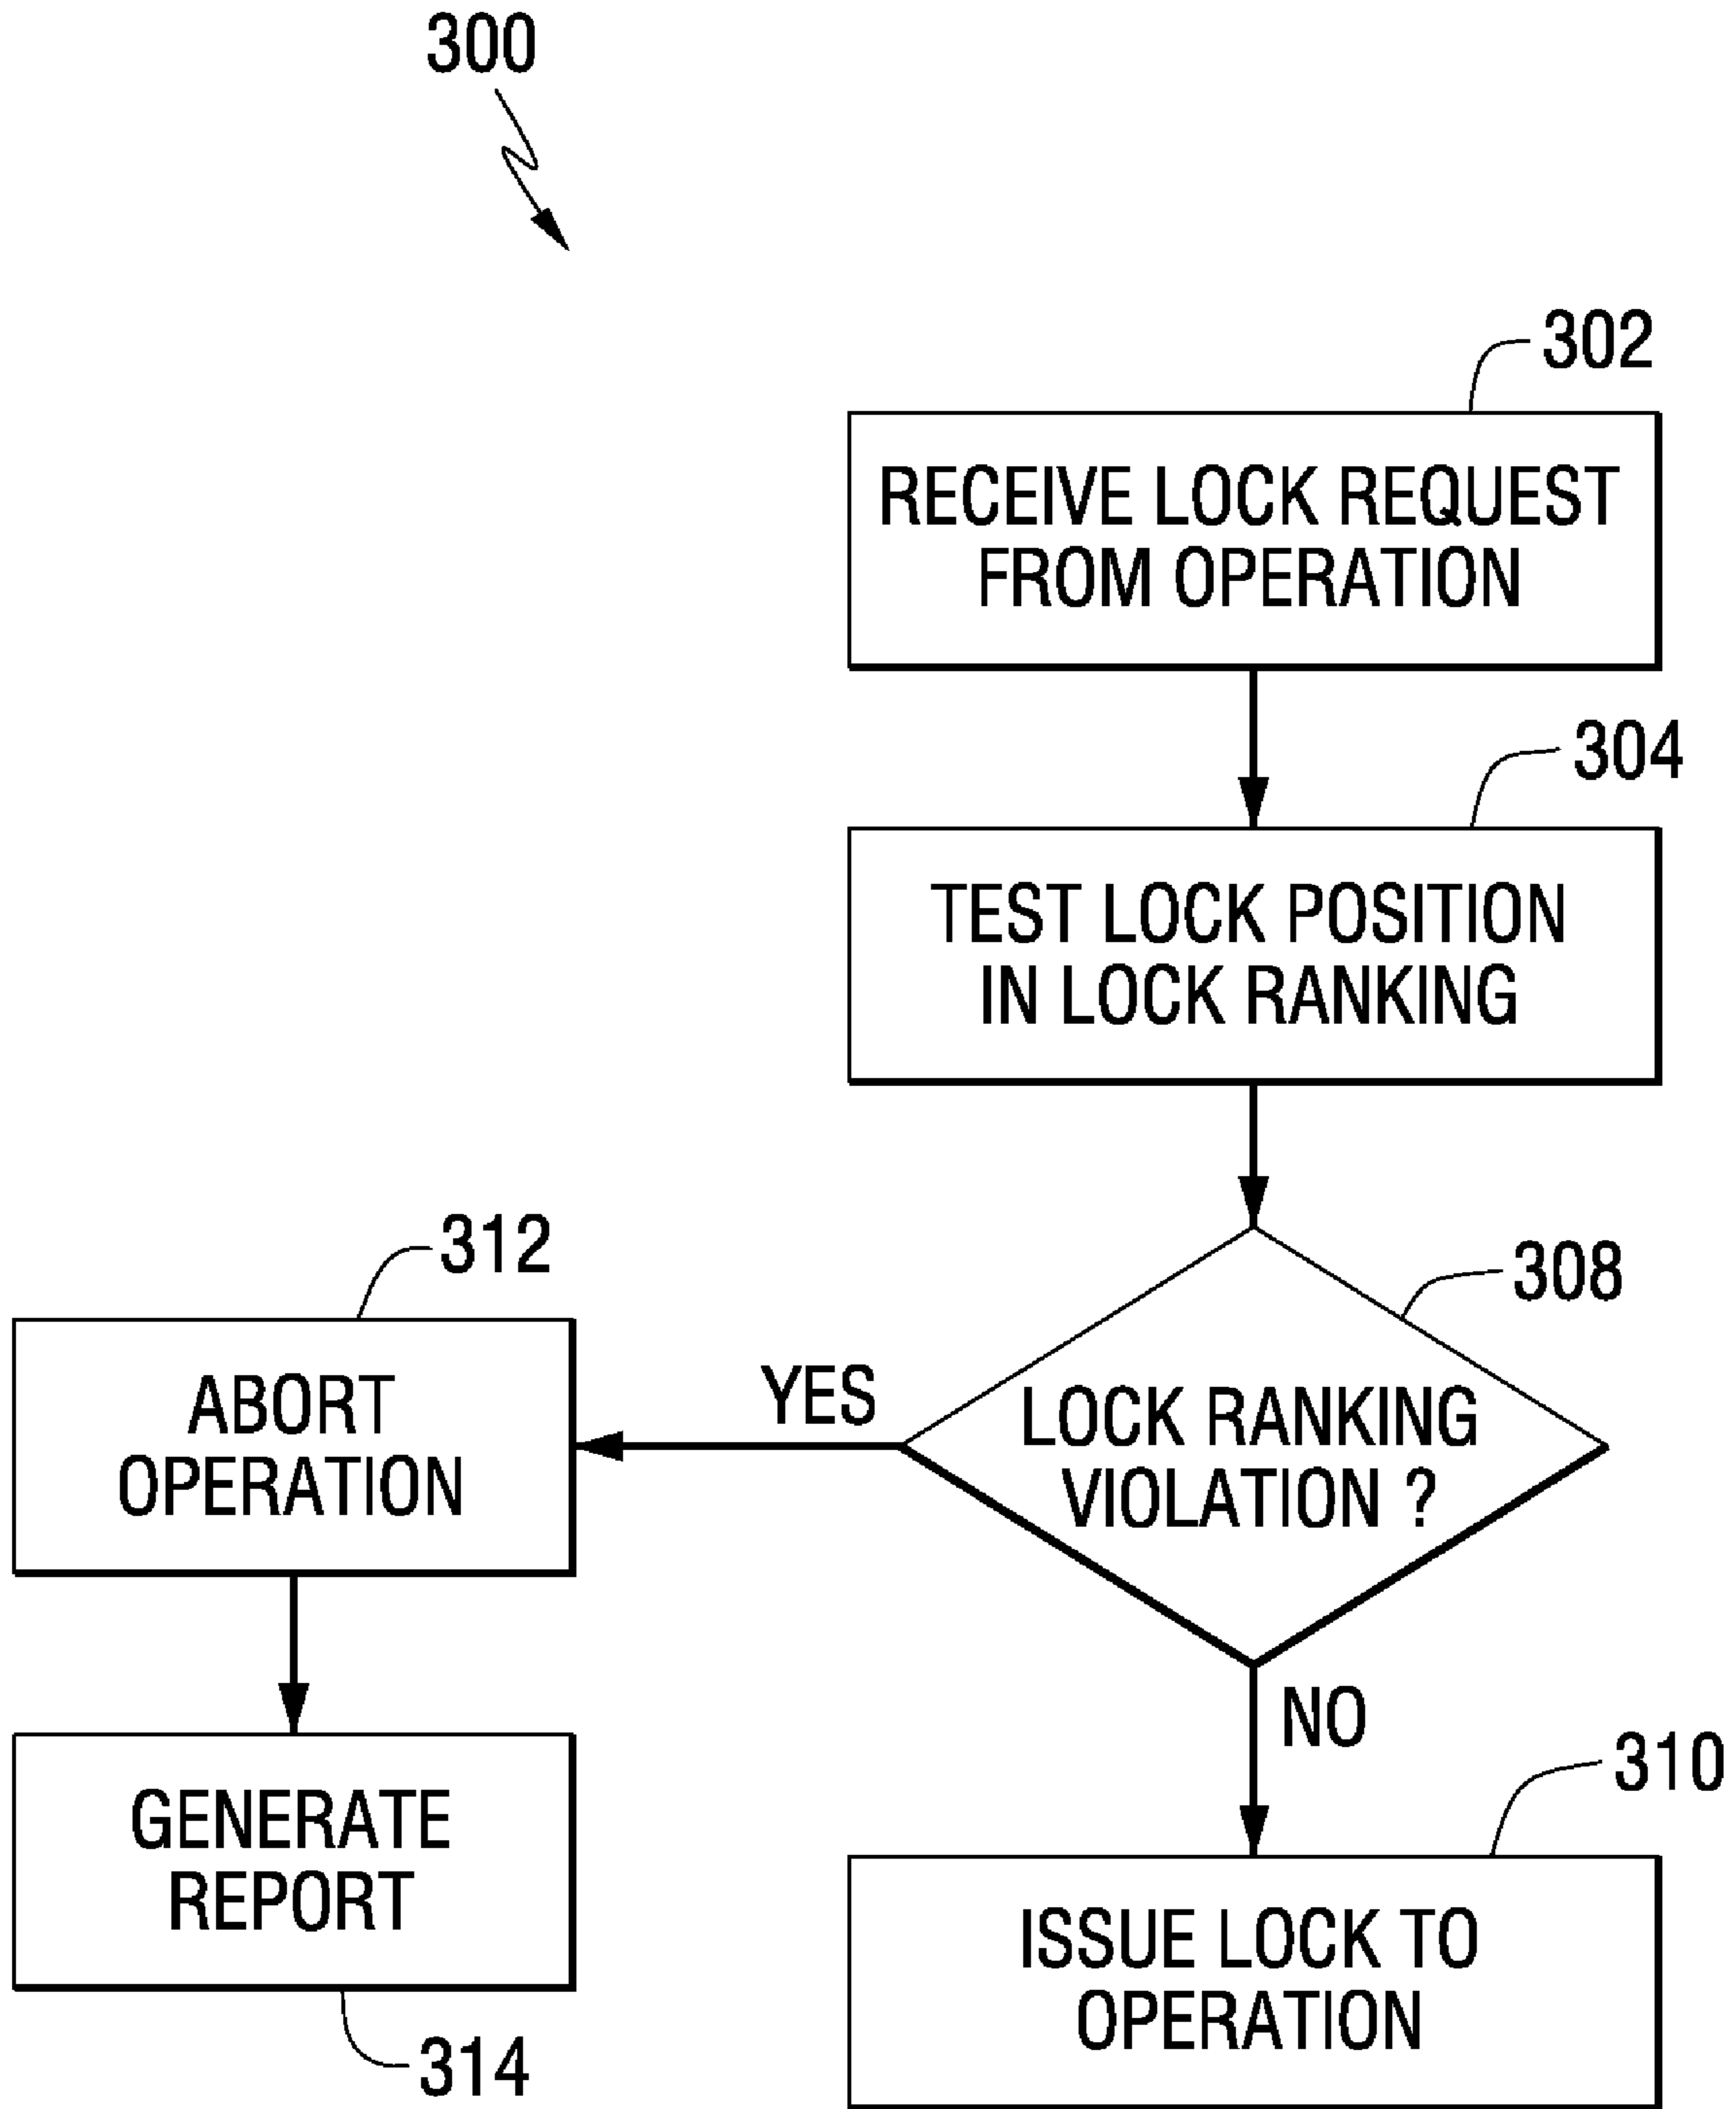 300
302
RECEIVE LOCK REQUEST
FROM OPERATION
304
TEST LOCK POSITION
IN LOCK RANKING
308
LOCK RANKING
VIOLATION ?
YES
312
ABORT
OPERATION
GENERATE
REPORT
314
NO
310
ISSUE LOCK TO
OPERATION